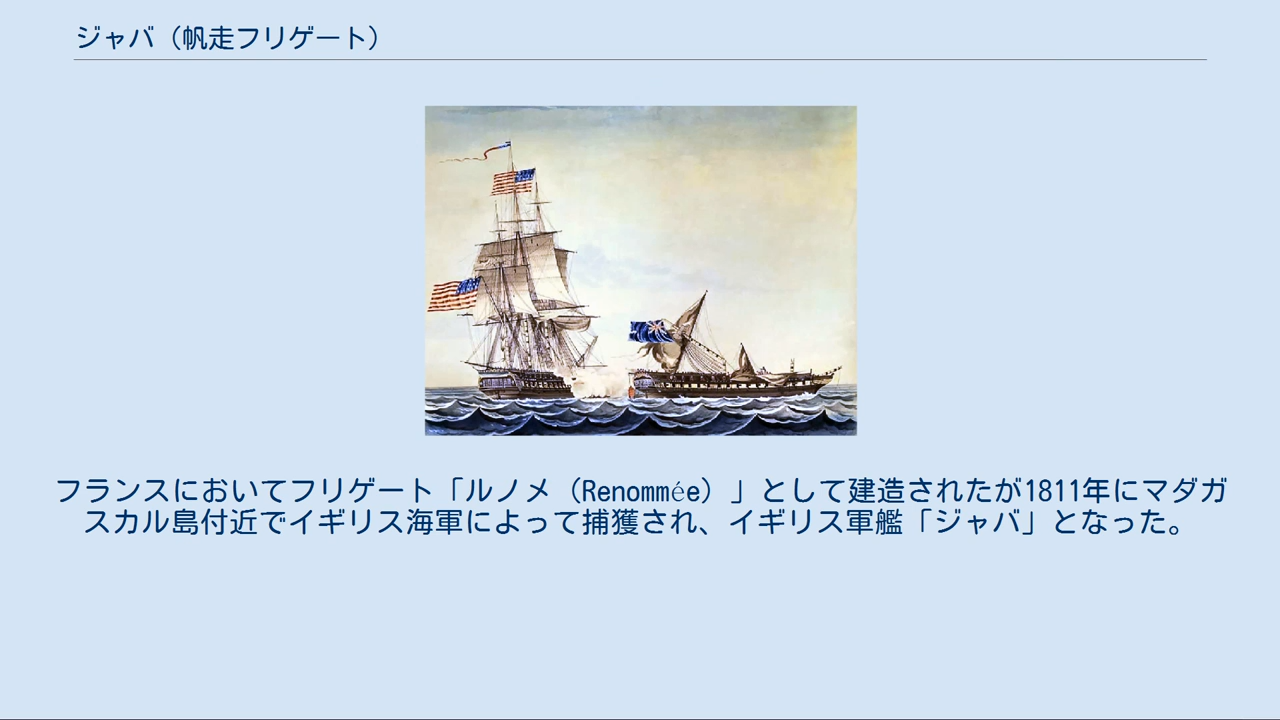 ジャバ（帆走フリゲート）
フランスにおいてフリゲート「ルノメ（Renommée）」として建造されたが1811年にマダガ
スカル島付近でイギリス海軍によって捕獲され、イギリス軍艦「ジャバ」となった。